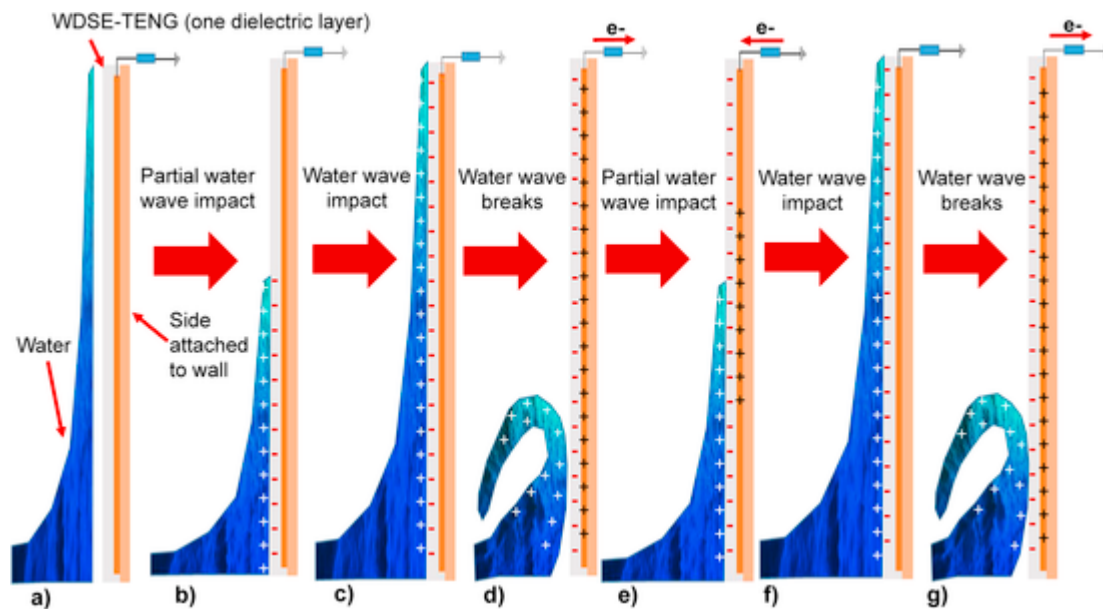 WDSE-TENG (one dielectric layer)
e-
e-
e-
Partial water
wave impact
Water wave
impact
Water wave
breaks
Partial water
wave impact
Water wave
impact
Water wave
breaks
Water
Side
attached
to wall
a)
b)
c)
d)
e)
f)
g)